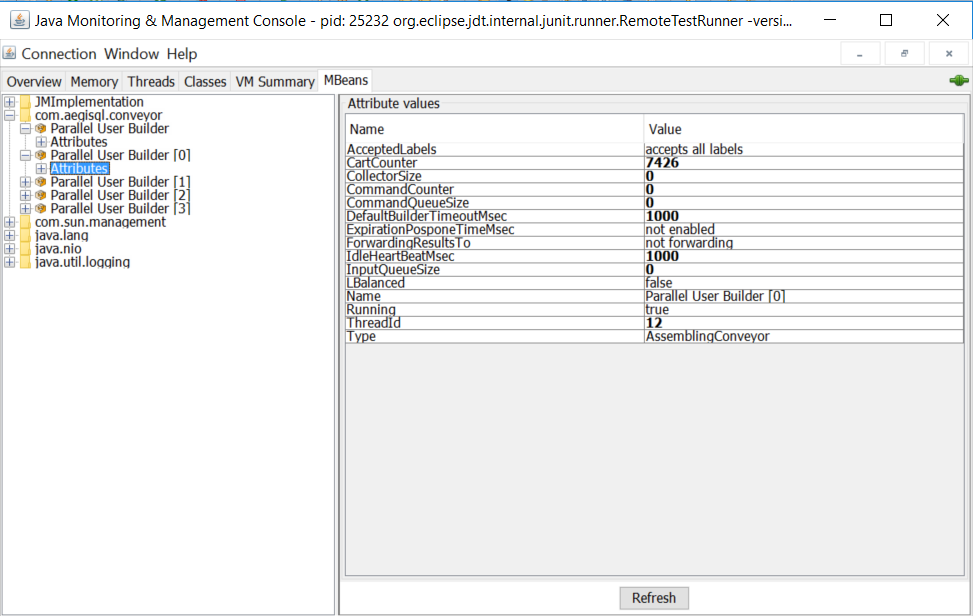 Java Monitoring & Management Console - pid: 25232 org.eclipse.jdt.internal.junit.runner.RemoteTestRunner -versi...
Connection Window Help
Overview Memory Threads Classes VM Summary MBeans
JMImplementation
com.aegisql.conveyor
Parallel User Builder
Attributes
Parallel User Builder [0]
Attributes
Parallel User Builder [1]
Parallel User Builder [2]
Parallel User Builder [3]
com.sun.management
java.lang
java.nio
java.util.logging
Attribute values
Name Value
AcceptedLabels accepts all labels
CartCounter 7426
CollectorSize 0
CommandCounter 0
CommandQueueSize 0
DefaultBuilderTimeoutMsec 1000
ExpirationPosponeTimeMsec not enabled
ForwardingResultsTo not forwarding
IdleHeartBeatMsec 1000
InputQueueSize 0
LBalanced false
Name Parallel User Builder [0]
Running true
ThreadId 12
Type AssemblingConveyor
Refresh